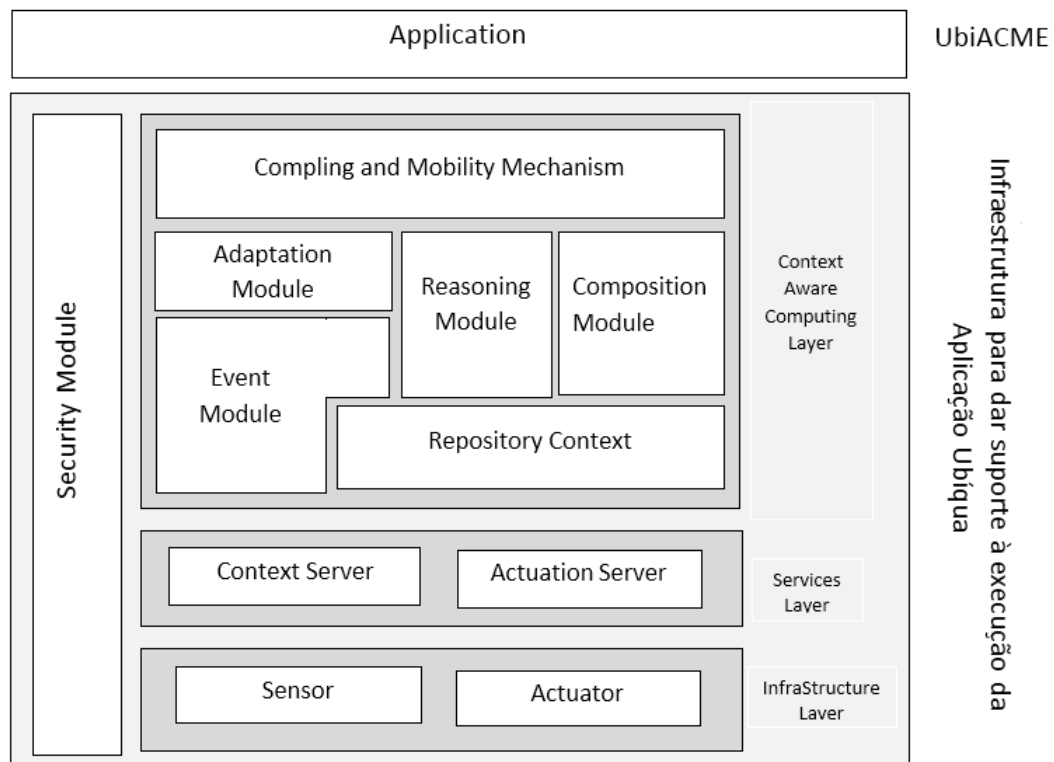 Application
UbiACME
Security Module
Compling and Mobility Mechanism
Adaptation
Module
Reasoning
Module
Composition
Module
Event
Module
Repository Context
Context
Aware
Computing
Layer
Context Server
Actuation Server
Services
Layer
Sensor
Actuator
InfraStructure
Layer
Infraestrutura para dar suporte à execução da
Aplicação Ubíqua